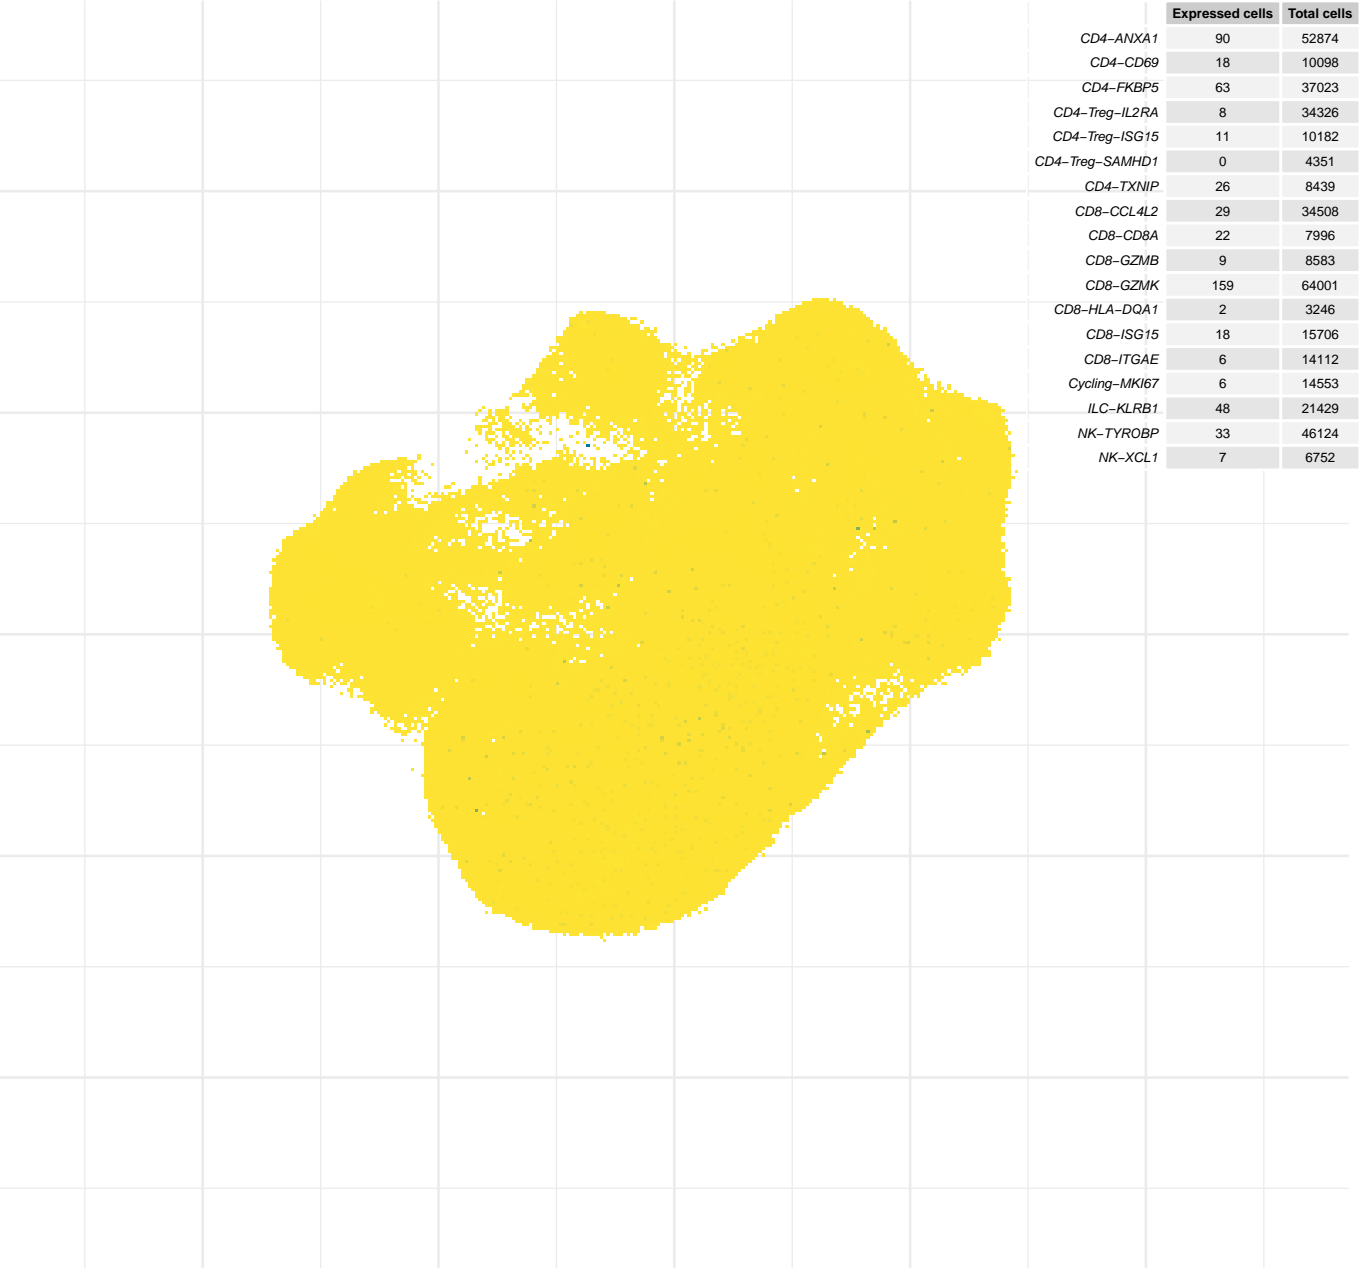 Expressed cells Total cells
CD4−ANXA1 90 52874
CD4−CD69 18 10098
CD4−FKBP5 63 37023
CD4−Treg−IL2RA 8 34326
CD4−Treg−ISG15 11 10182
CD4−Treg−SAMHD1 0 4351
CD4−TXNIP 26 8439
CD8−CCL4L2 29 34508
CD8−CD8A 22 7996
CD8−GZMB 9 8583
CD8−GZMK 159 64001
CD8−HLA−DQA1 2 3246
CD8−ISG15 18 15706
CD8−ITGAE 6 14112
Cycling−MKI67 6 14553
ILC−KLRB1 48 21429
NK−TYROBP 33 46124
NK−XCL1 7 6752